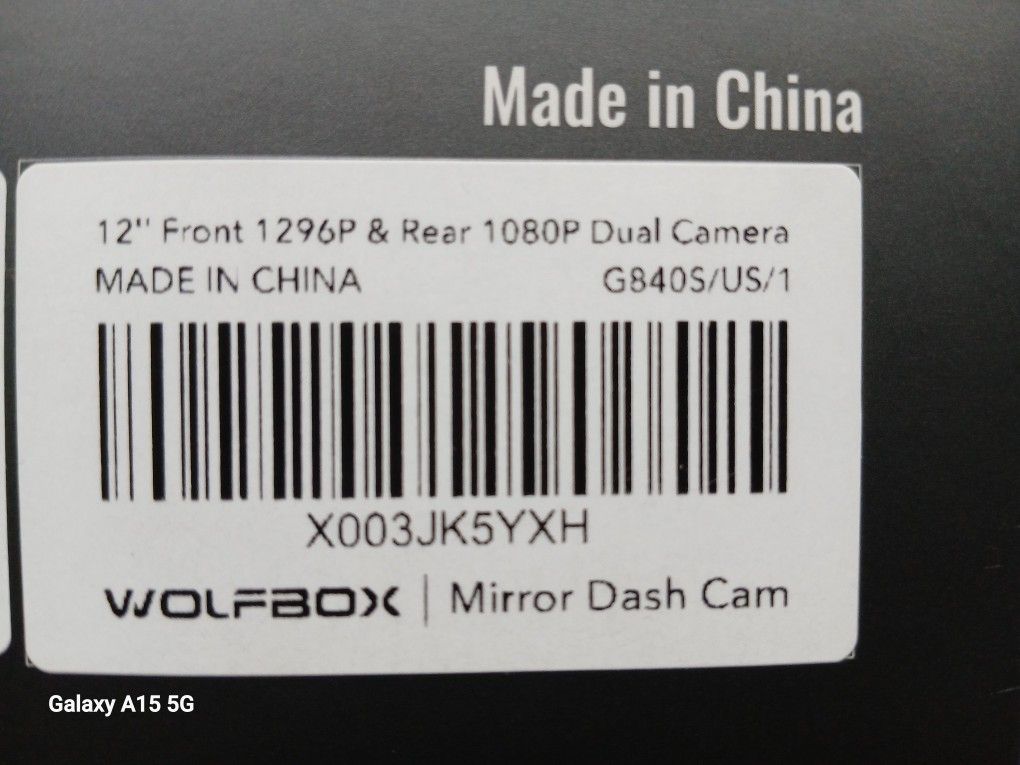 Made in China
12" Front 1296P & Rear 1080P Dual Camera
MADE IN CHINA G840S/US/1
X003JK5YXH
WOLFBOX | Mirror Dash Cam
Galaxy A15 5G